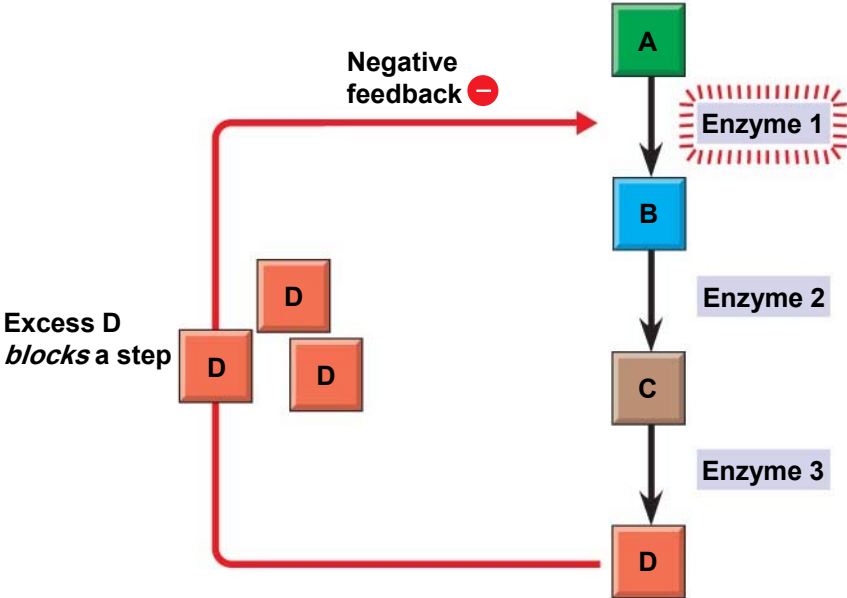 Negative
feedback –
A
Enzyme 1
B
Enzyme 2
D
Excess D
blocks a step
D
D
C
Enzyme 3
D